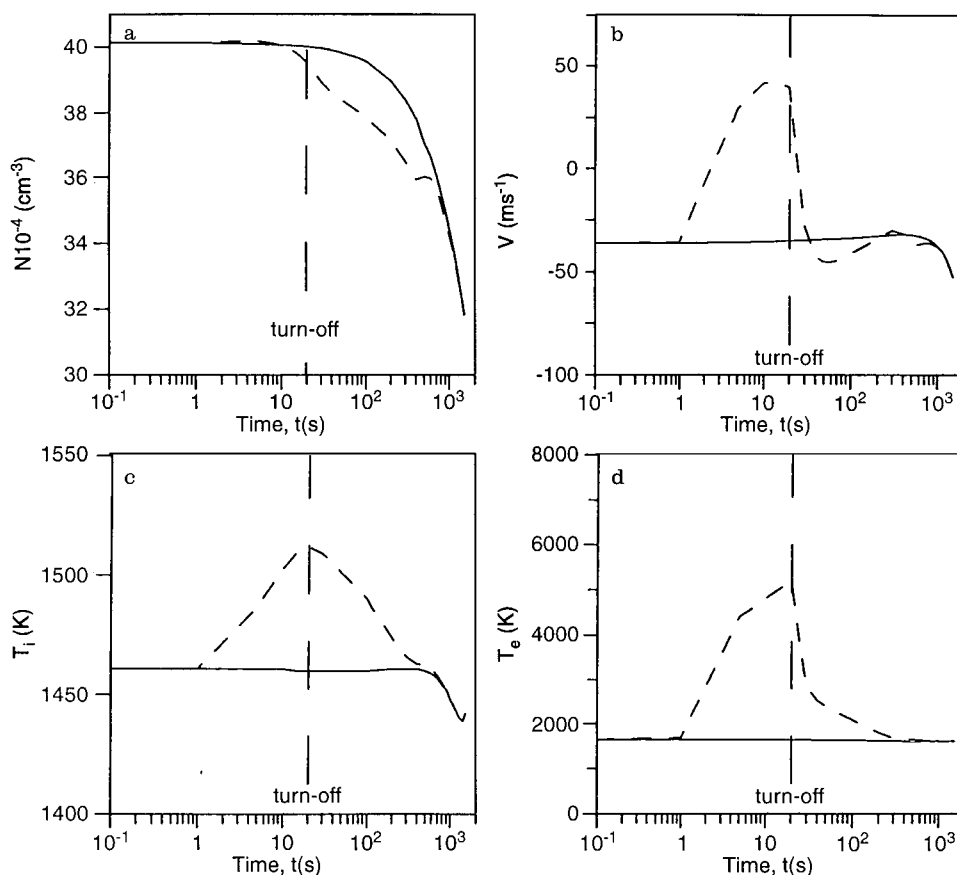 a
N10⁻⁴ (cm⁻³)
40
38
36
34
32
30
turn-off
10⁻¹ 1 10 10² 10³
Time, t(s)
b
V (ms⁻¹)
50
0
-50
-100
turn-off
10⁻¹ 1 10 10² 10³
Time, t(s)
c
Tᵢ (K)
1550
1500
1450
1400
turn-off
10⁻¹ 1 10 10² 10³
Time, t(s)
d
Tₑ (K)
8000
6000
4000
2000
0
turn-off
10⁻¹ 1 10 10² 10³
Time, t(s)